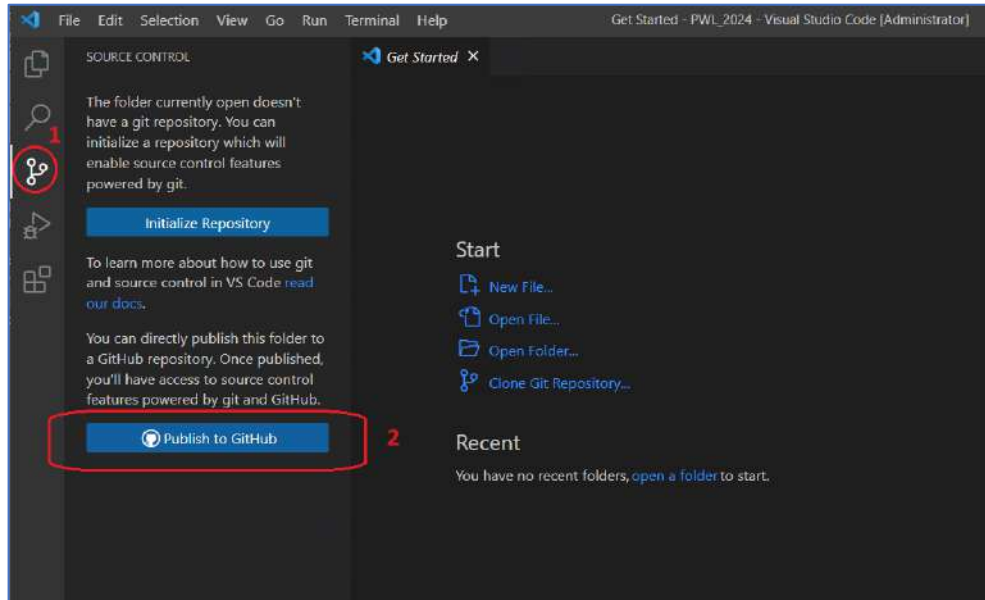 File Edit Selection View Go Run Terminal Help
Get Started - PWL_2024 - Visual Studio Code [Administrator]
SOURCE CONTROL
Get Started
The folder currently open doesn't
have a git repository. You can
initialize a repository which will
enable source control features
powered by git.
1
Initialize Repository
To learn more about how to use git
and source control in VS Code read
our docs.
You can directly publish this folder to
a GitHub repository. Once published,
you'll have access to source control
features powered by git and GitHub.
Publish to GitHub
2
Start
New File...
Open File...
Open Folder...
Clone Git Repository...
Recent
You have no recent folders, open a folder to start.